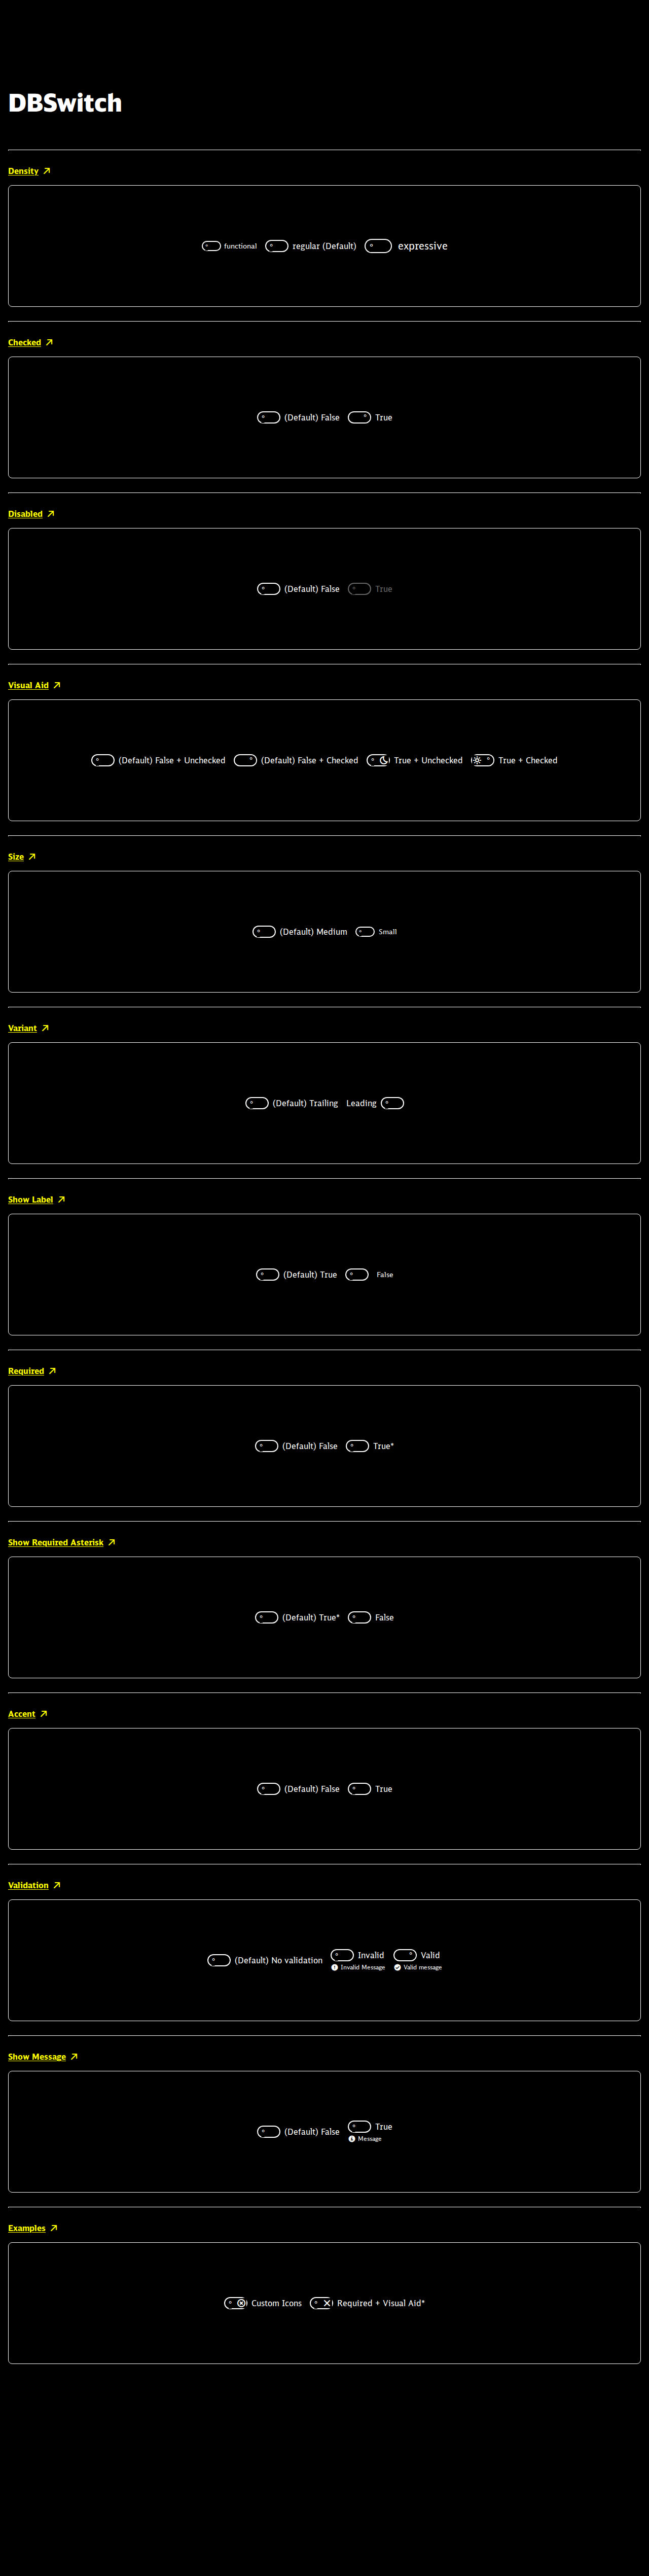 DBSwitch
Density
functional regular (Default) expressive
Checked
(Default) False True
Disabled
(Default) False True
Visual Aid
(Default) False + Unchecked (Default) False + Checked True + Unchecked True + Checked
Size
(Default) Medium Small
Variant
(Default) Trailing Leading
Show Label
(Default) True False
Required
(Default) False True*
Show Required Asterisk
(Default) True* False
Accent
(Default) False True
Validation
(Default) No validation Invalid Valid
Invalid Message Valid message
Show Message
(Default) False True
Message
Examples
Custom Icons Required + Visual Aid*